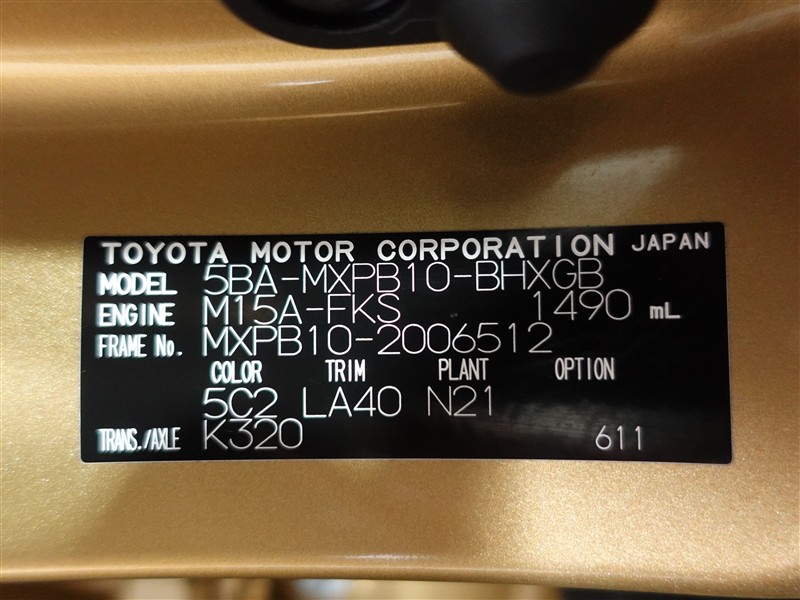 TOYOTA MOTOR CORPORATION JAPAN
MODEL 5BA-MXPB10-BHXGB
ENGINE M15A-FKS 1490 mL
FRAME No. MXPB10-2006512
COLOR TRIM PLANT OPTION
5C2 LA40 N21
TRANS./AXLE K320 611